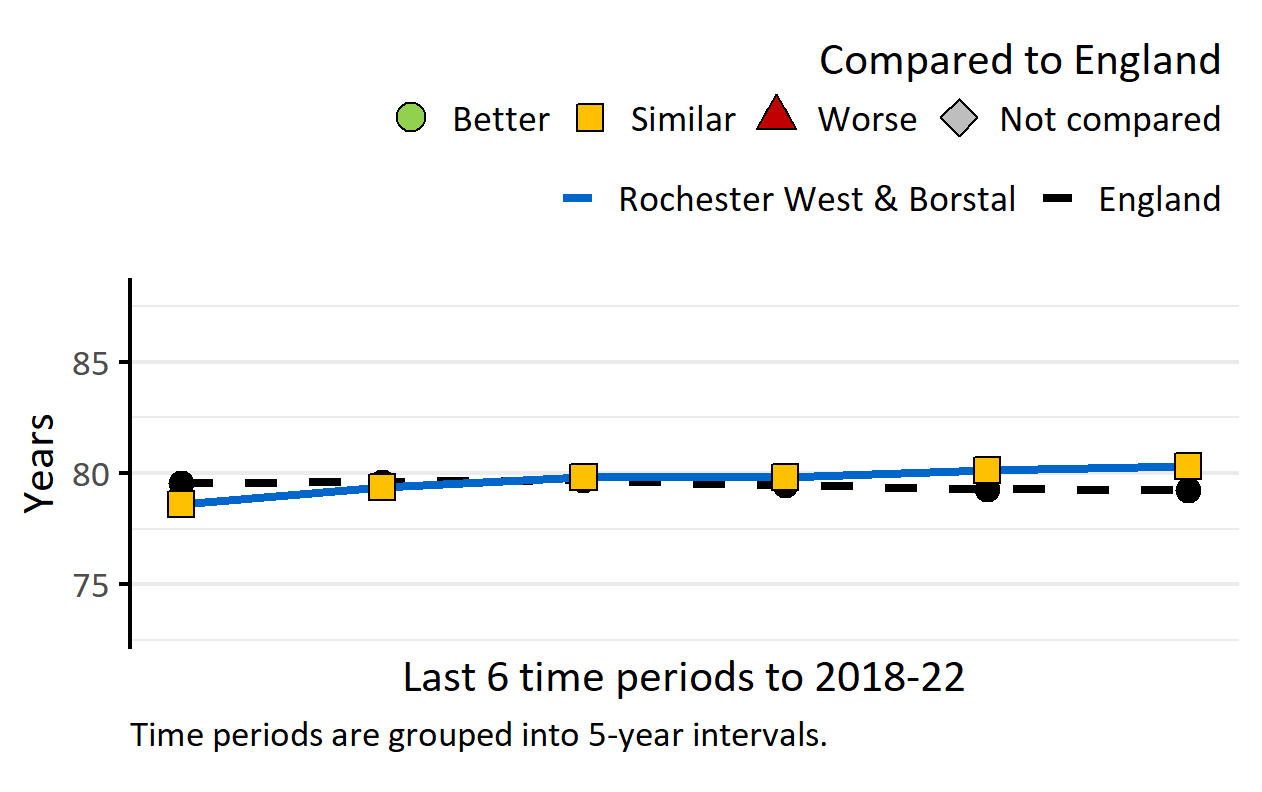 Compared to England
Better Similar Worse Not compared
Rochester West & Borstal England
85
80
75
Years
Last 6 time periods to 2018-22
Time periods are grouped into 5-year intervals.